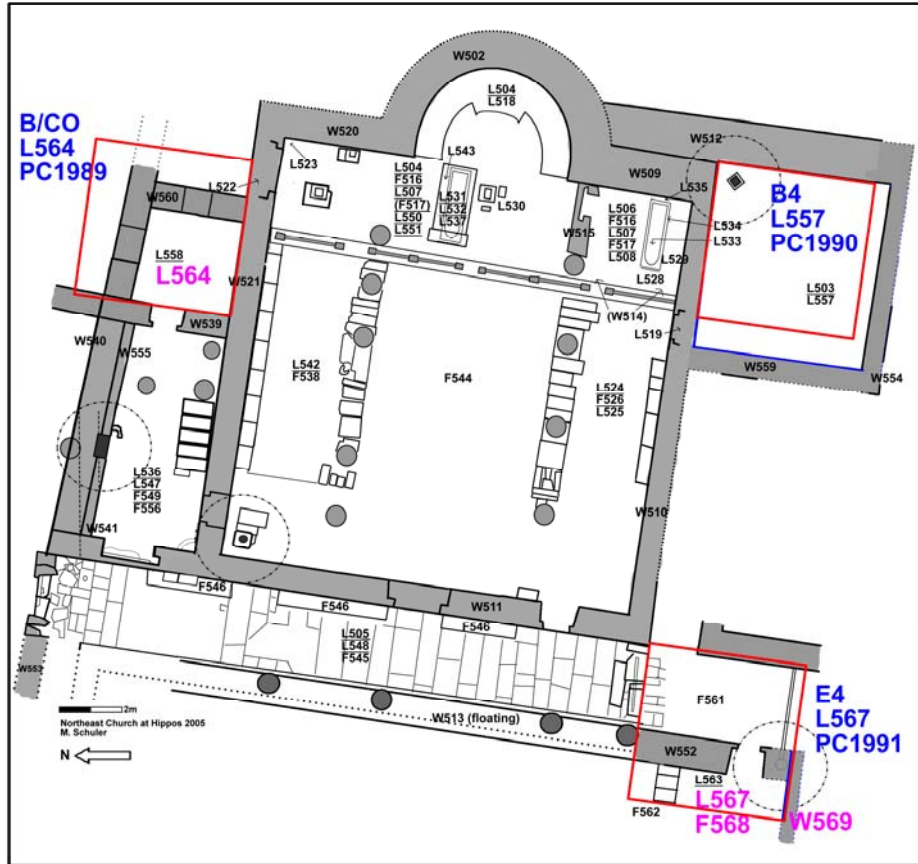 W502
L504
L518
B/CO
L564
PC1989
W520
L523
L504
F516
L507
(F517)
L550
L551
L543
L531
L532
L537
L530
W512
W509
L535
L506
F516
L507
F517
L508
W515
L534
L533
L529
L528
B4
L557
PC1990
L503
L557
W560
L522
L558
L564
W521
W539
(W514)
L519
W559
W554
W540
W555
L542
F538
F544
L524
F526
L525
L536
L547
F549
F556
W510
W541
F546
F546
F546
W511
L505
L548
F545
W553
2m
Northeast Church at Hippos 2005
M. Schuler
N
W513 (floating)
F561
E4
L567
PC1991
W552
L563
L567
F568
F562
W569